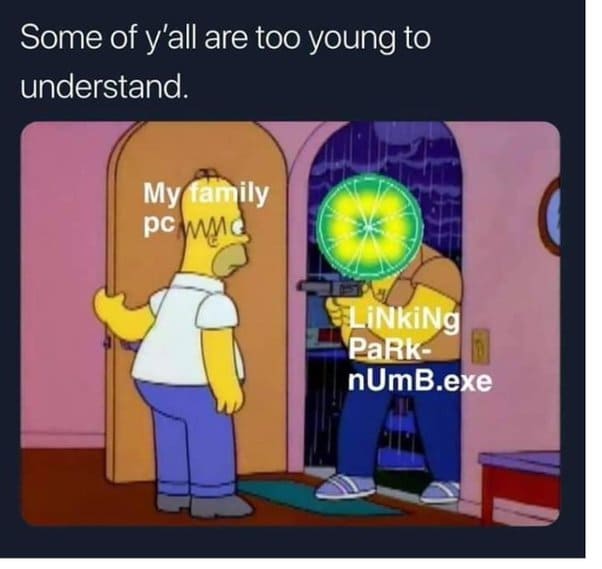 Some of y'all are too young to
understand.
My family
pc
LiNkiNg
PaRk-
nUmB.exe